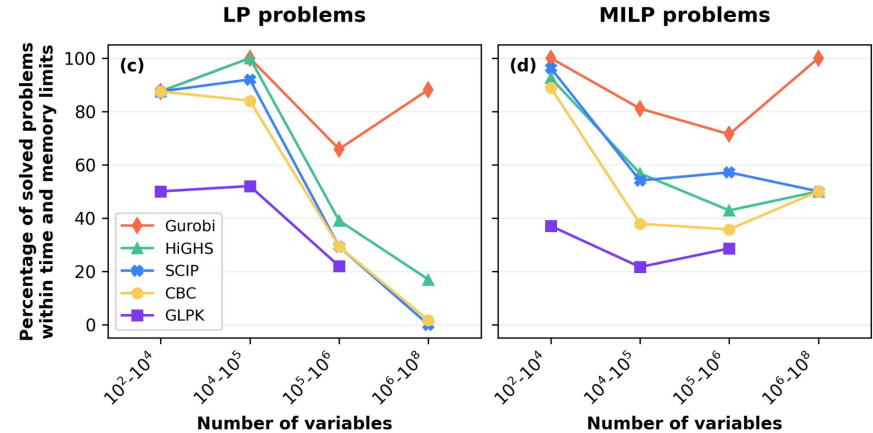 LP problems
MILP problems
Percentage of solved problems
within time and memory limits
100
80
60
40
20
0
(c)
(d)
Gurobi
HiGHS
SCIP
CBC
GLPK
10²-10⁴
10⁴-10⁵
10⁵-10⁶
10⁶-10⁸
10²-10⁴
10⁴-10⁵
10⁵-10⁶
10⁶-10⁸
Number of variables
Number of variables